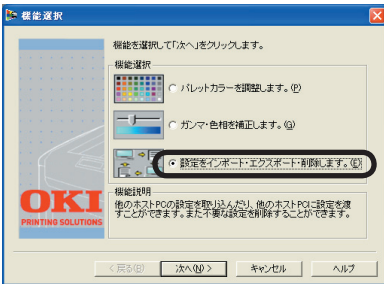 機能選択
機能を選択して「次へ」をクリックします。
機能選択
パレットカラーを調整します。(P)
ガンマ・色相を補正します。(G)
設定をインポート・エクスポート・削除します。(E)
機能説明
他のホストPCの設定を取り込んだり、他のホストPCに設定を渡
すことができます。また不要な設定を削除することができます。
OKI
PRINTING SOLUTIONS
< 戻る(B)
次へ(N) >
キャンセル
ヘルプ